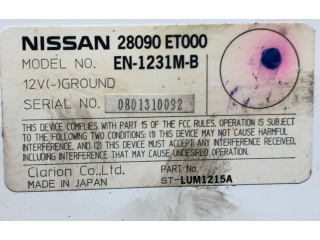 NISSAN 28090 ET000
MODEL NO. EN-1231M-B
12V(-)GROUND
SERIAL NO. 0801310092
THIS DEVICE COMPLIES WITH PART 15 OF THE FCC RULES. OPERATION IS SUBJECT
TO THE FOLLOWING TWO CONDITIONS: (1) THIS DEVICE MAY NOT CAUSE HARMFUL
INTERFERENCE, AND (2) THIS DEVICE MUST ACCEPT ANY INTERFERENCE RECEIVED,
INCLUDING INTERFERENCE THAT MAY CAUSE UNDESIRED OPERATION.
Clarion Co.,Ltd. PART No.
MADE IN JAPAN ST-LUM1215A